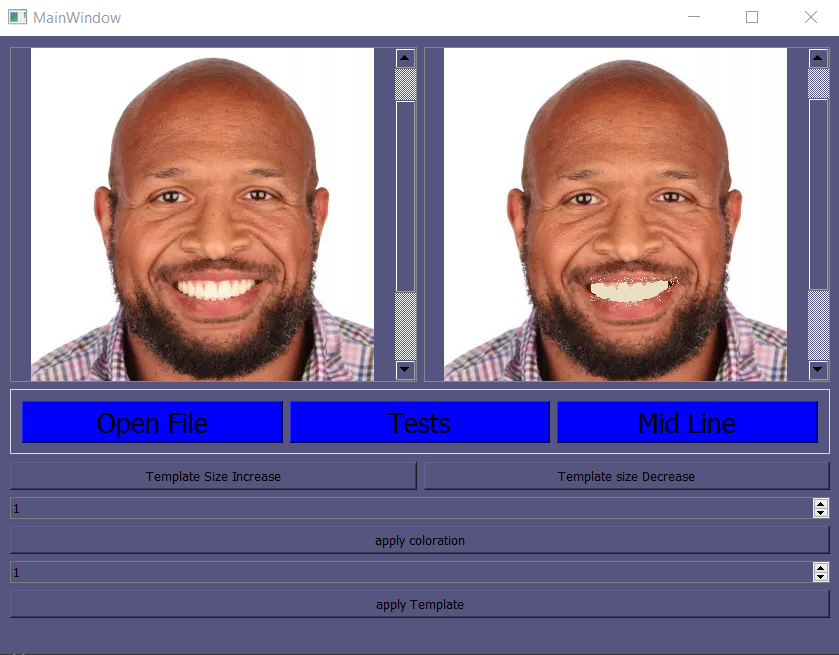 MainWindow
Open File
Tests
Mid Line
Template Size Increase
Template size Decrease
1
apply coloration
1
apply Template